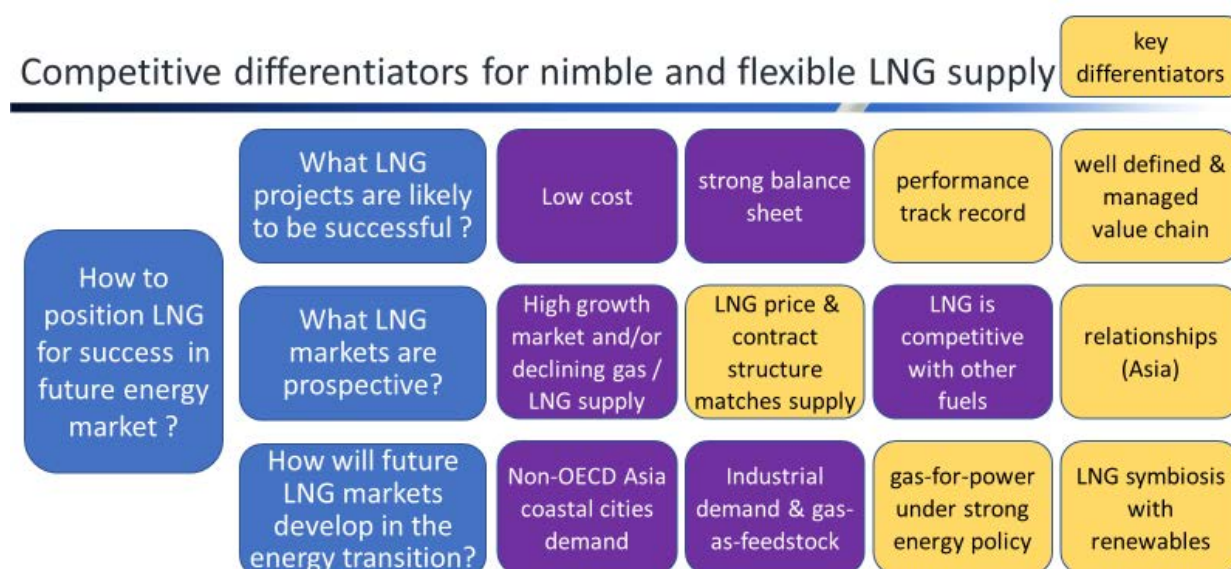 Competitive differentiators for nimble and flexible LNG supply
key
differentiators
How to
position LNG
for success in
future energy
market ?
What LNG
projects are likely
to be successful ?
Low cost
strong balance
sheet
performance
track record
well defined &
managed
value chain
What LNG
markets are
prospective?
High growth
market and/or
declining gas /
LNG supply
LNG price &
contract
structure
matches supply
LNG is
competitive
with other
fuels
relationships
(Asia)
How will future
LNG markets
develop in the
energy transition?
Non-OECD Asia
coastal cities
demand
Industrial
demand & gas-
as-feedstock
gas-for-power
under strong
energy policy
LNG symbiosis
with
renewables